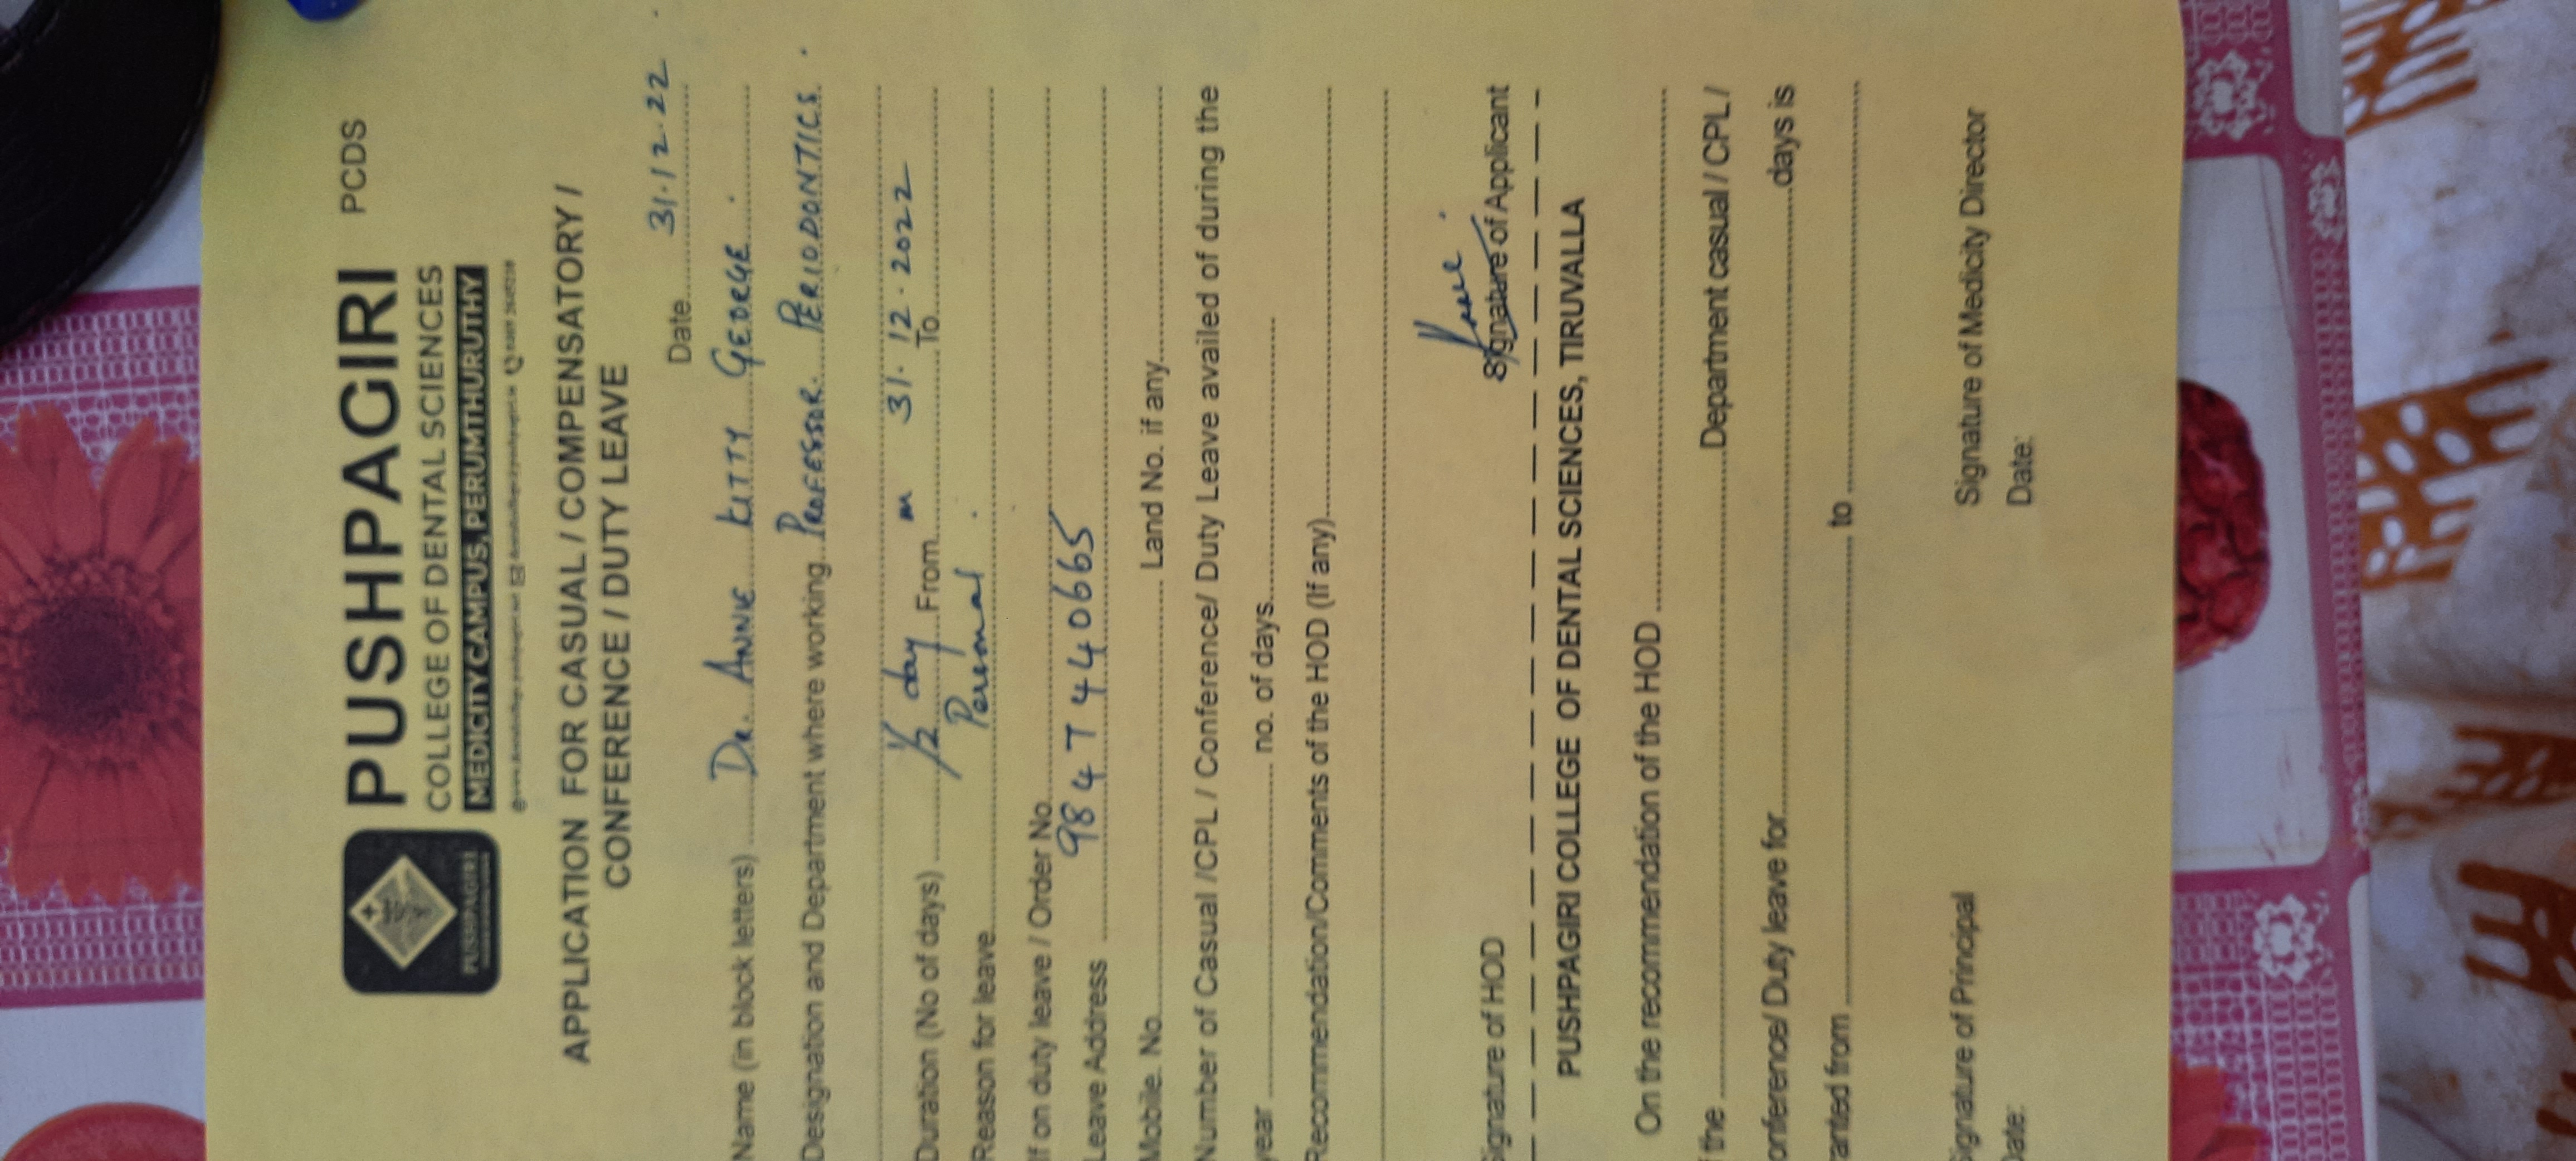 PUSHPAGIRI
PUSHPAGIRI PCDS
COLLEGE OF DENTAL SCIENCES
MEDICITY CAMPUS, PERUMTHURUTHY
APPLICATION FOR CASUAL / COMPENSATORY /
CONFERENCE / DUTY LEAVE
Date 31.12.22
Name (in block letters) DR. ANNIE KITTY GEORGE
Designation and Department where working PROFESSOR. PERIODONTICS.
Duration (No of days) 1/2 day From on 31.12.2022 To
Reason for leave Personal
If on duty leave / Order No
Leave Address 98474 40665
Mobile. No Land No. if any
Number of Casual /CPL / Conference/ Duty Leave availed of during the
year no. of days
Recommendation/Comments of the HOD (If any)
Signature of HOD Signature of Applicant
PUSHPAGIRI COLLEGE OF DENTAL SCIENCES, TIRUVALLA
On the recommendation of the HOD
the Department casual / CPL /
onference/ Duty leave for days is
ranted from to
Signature of Principal Signature of Medicity Director
Date: Date: